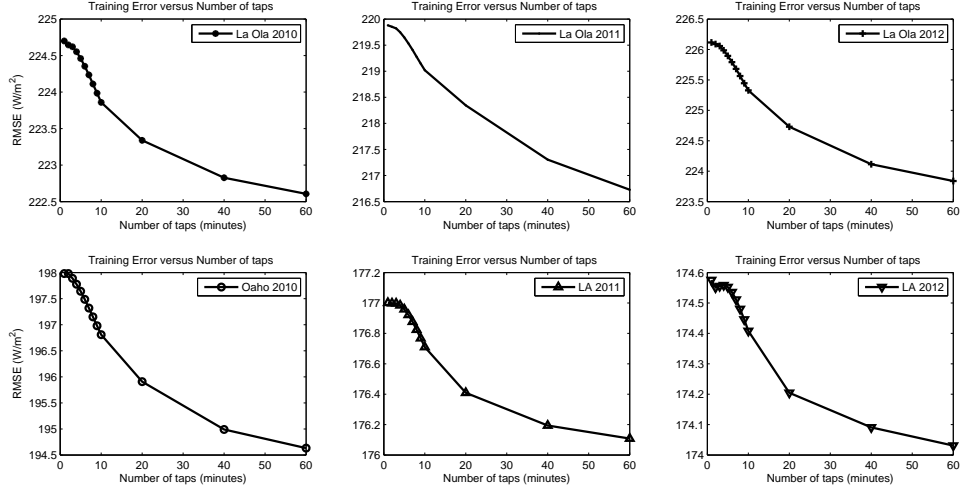 Training Error versus Number of taps
La Ola 2010
RMSE (W/m²)
225
224.5
224
223.5
223
222.5
0 10 20 30 40 50 60
Number of taps (minutes)
Training Error versus Number of taps
La Ola 2011
220
219.5
219
218.5
218
217.5
217
216.5
0 10 20 30 40 50 60
Number of taps (minutes)
Training Error versus Number of taps
La Ola 2012
226.5
226
225.5
225
224.5
224
223.5
0 10 20 30 40 50 60
Number of taps (minutes)
Training Error versus Number of taps
Oaho 2010
RMSE (W/m²)
198
197.5
197
196.5
196
195.5
195
194.5
0 10 20 30 40 50 60
Number of taps (minutes)
Training Error versus Number of taps
LA 2011
177.2
177
176.8
176.6
176.4
176.2
176
0 10 20 30 40 50 60
Number of taps (minutes)
Training Error versus Number of taps
LA 2012
174.6
174.5
174.4
174.3
174.2
174.1
174
0 10 20 30 40 50 60
Number of taps (minutes)